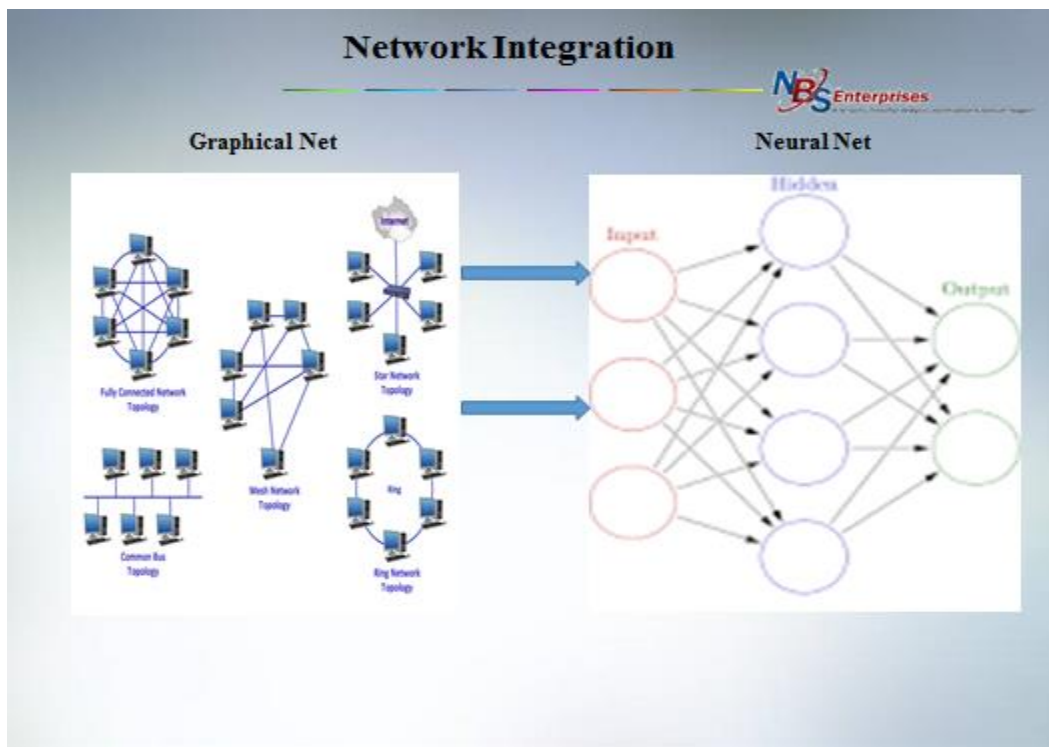 Network Integration
NBS Enterprises
Graphical Net
Neural Net
Internet
Fully Connected Network
Topology
Star Network
Topology
Mesh Network
Topology
Ring
Common Bus
Topology
Ring Network
Topology
Hidden
Input
Output